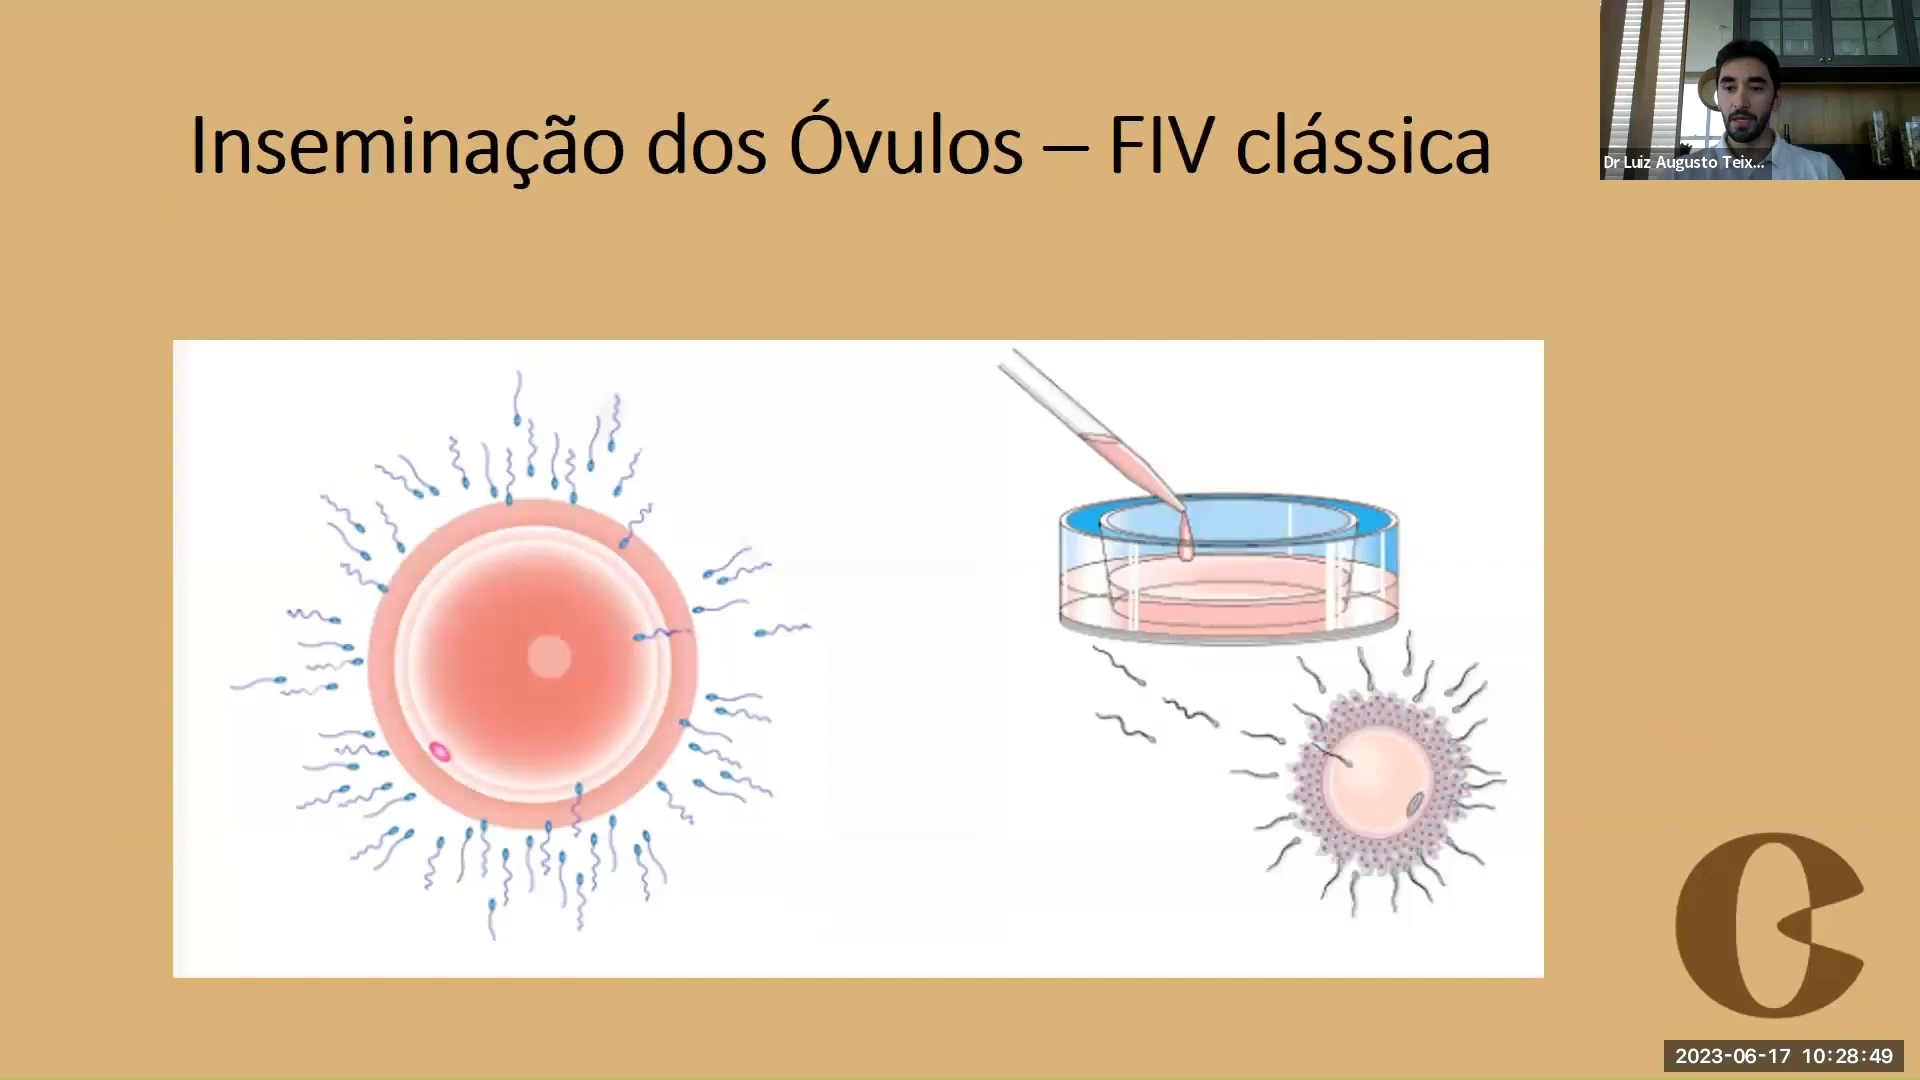 Inseminação dos Óvulos – FIV clássica
Dr Luiz Augusto Teix...
2023-06-17 10:28:49